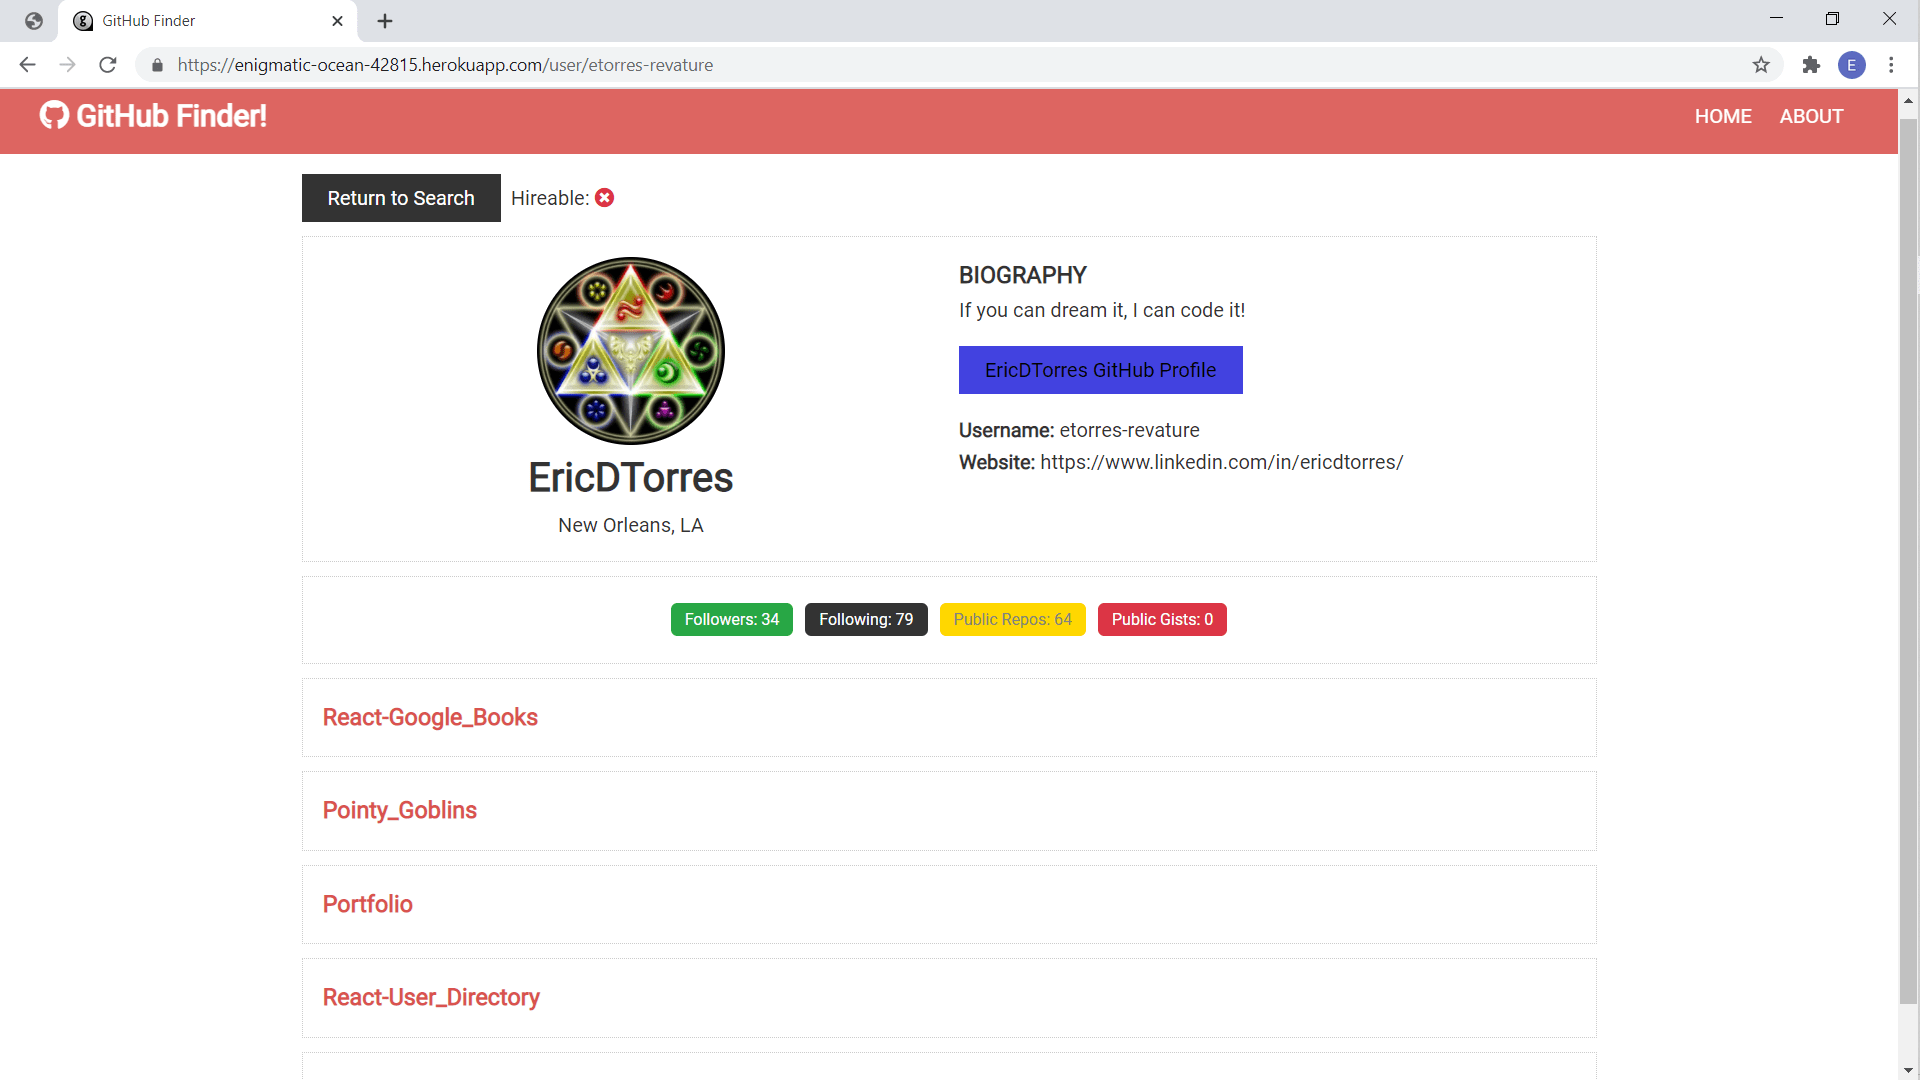 GitHub Finder
https://enigmatic-ocean-42815.herokuapp.com/user/etorres-revature
E
GitHub Finder!
HOME ABOUT
Return to Search Hireable:
BIOGRAPHY
If you can dream it, I can code it!
EricDTorres GitHub Profile
Username: etorres-revature
Website: https://www.linkedin.com/in/ericdtorres/
EricDTorres
New Orleans, LA
Followers: 34 Following: 79 Public Repos: 64 Public Gists: 0
React-Google_Books
Pointy_Goblins
Portfolio
React-User_Directory